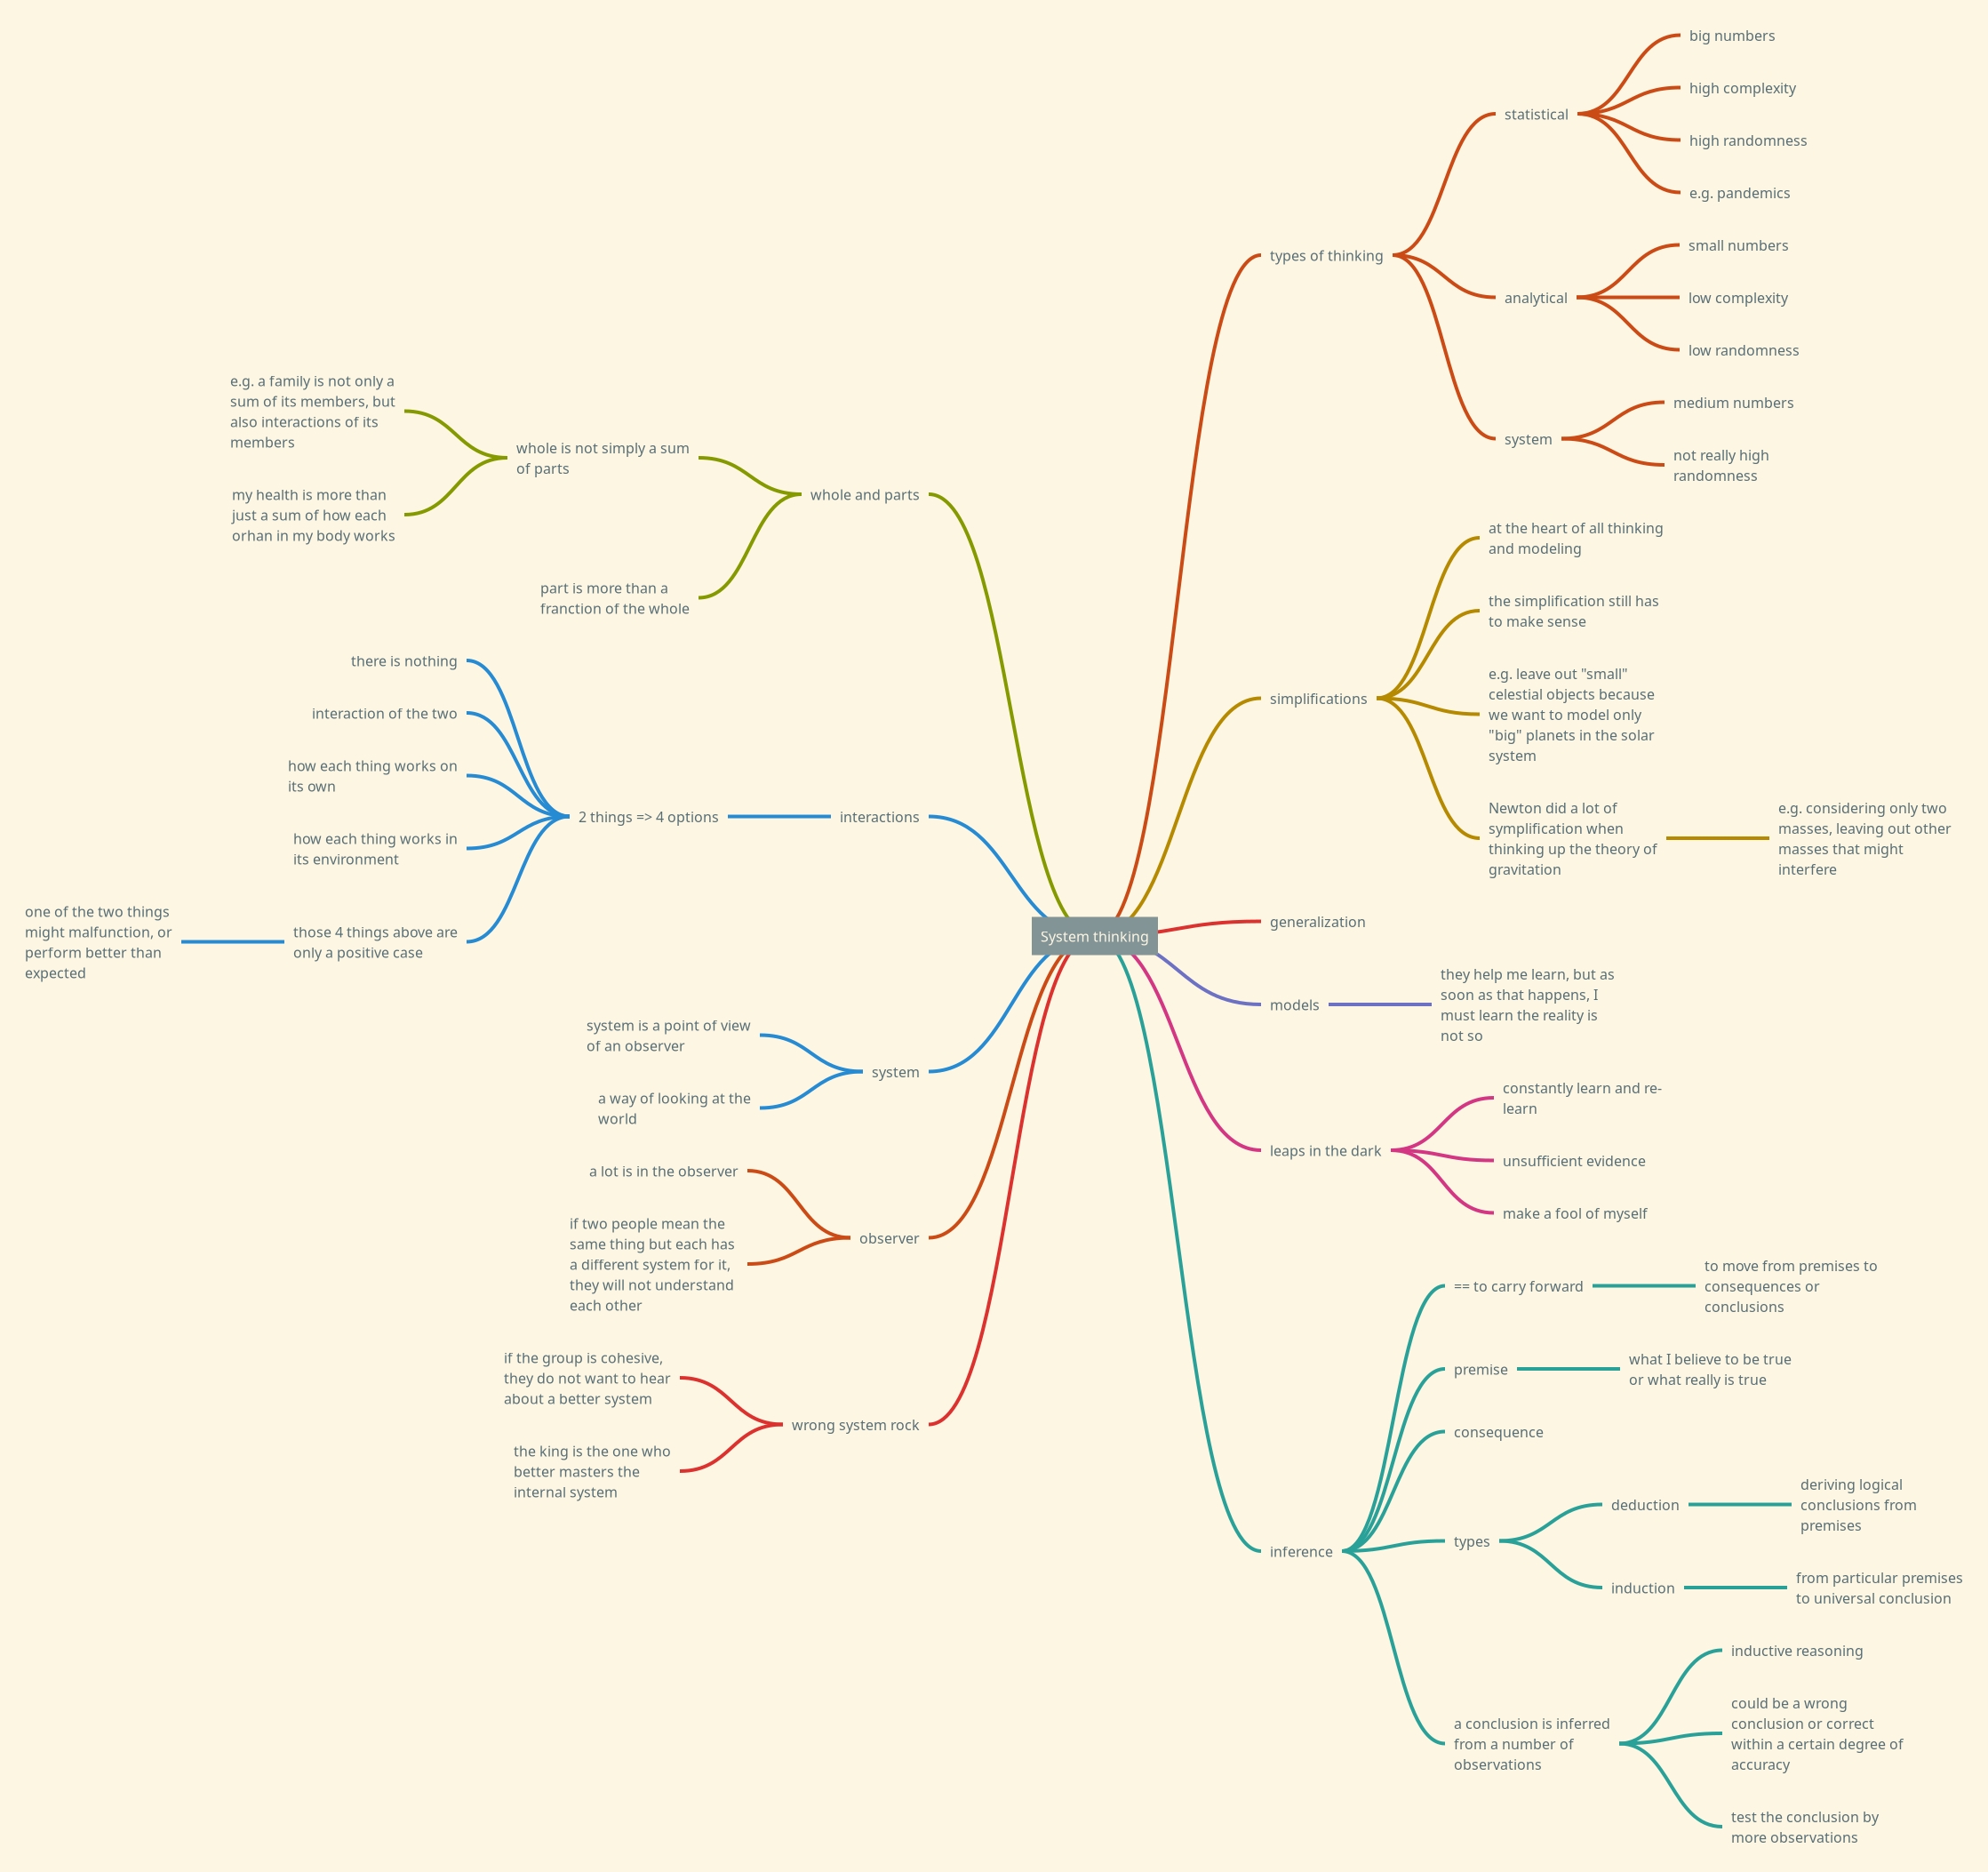 System thinking
types of thinking
statistical
big numbers
high complexity
high randomness
e.g. pandemics
analytical
small numbers
low complexity
low randomness
system
medium numbers
not really high
randomness
simplifications
at the heart of all thinking
and modeling
the simplification still has
to make sense
e.g. leave out "small"
celestial objects because
we want to model only
"big" planets in the solar
system
Newton did a lot of
symplification when
thinking up the theory of
gravitation
e.g. considering only two
masses, leaving out other
masses that might
interfere
generalization
models
they help me learn, but as
soon as that happens, I
must learn the reality is
not so
leaps in the dark
constantly learn and re-
learn
unsufficient evidence
make a fool of myself
inference
== to carry forward
to move from premises to
consequences or
conclusions
premise
what I believe to be true
or what really is true
consequence
types
deduction
deriving logical
conclusions from
premises
induction
from particular premises
to universal conclusion
a conclusion is inferred
from a number of
observations
inductive reasoning
could be a wrong
conclusion or correct
within a certain degree of
accuracy
test the conclusion by
more observations
whole and parts
whole is not simply a sum
of parts
e.g. a family is not only a
sum of its members, but
also interactions of its
members
my health is more than
just a sum of how each
orhan in my body works
part is more than a
franction of the whole
interactions
2 things => 4 options
there is nothing
interaction of the two
how each thing works on
its own
how each thing works in
its environment
those 4 things above are
only a positive case
one of the two things
might malfunction, or
perform better than
expected
system
system is a point of view
of an observer
a way of looking at the
world
observer
a lot is in the observer
if two people mean the
same thing but each has
a different system for it,
they will not understand
each other
wrong system rock
if the group is cohesive,
they do not want to hear
about a better system
the king is the one who
better masters the
internal system